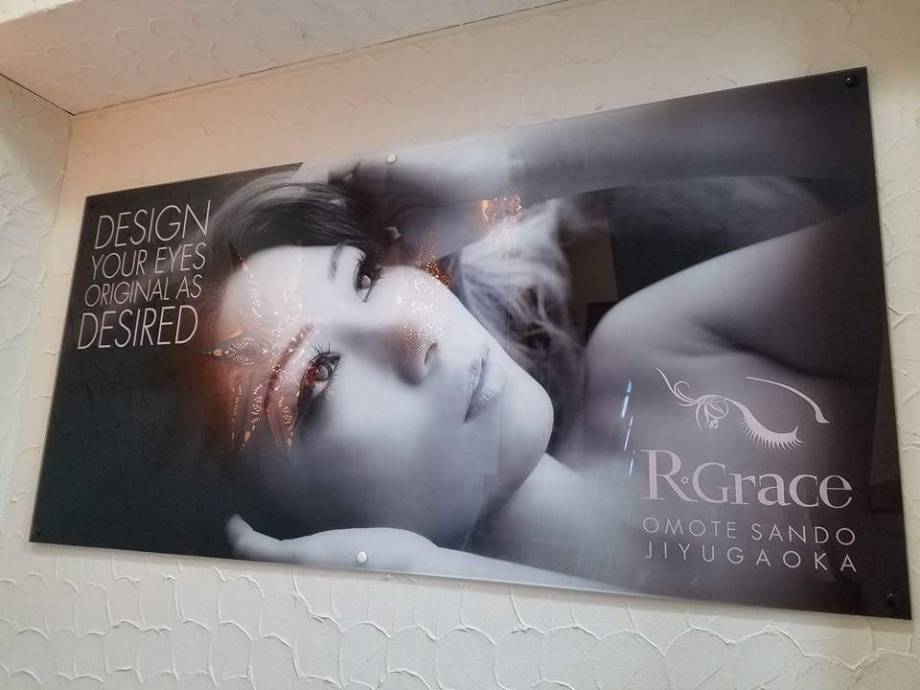 DESIGN
YOUR EYES
ORIGINAL AS
DESIRED
R Grace
OMOTE SANDO
JIYUGAOKA